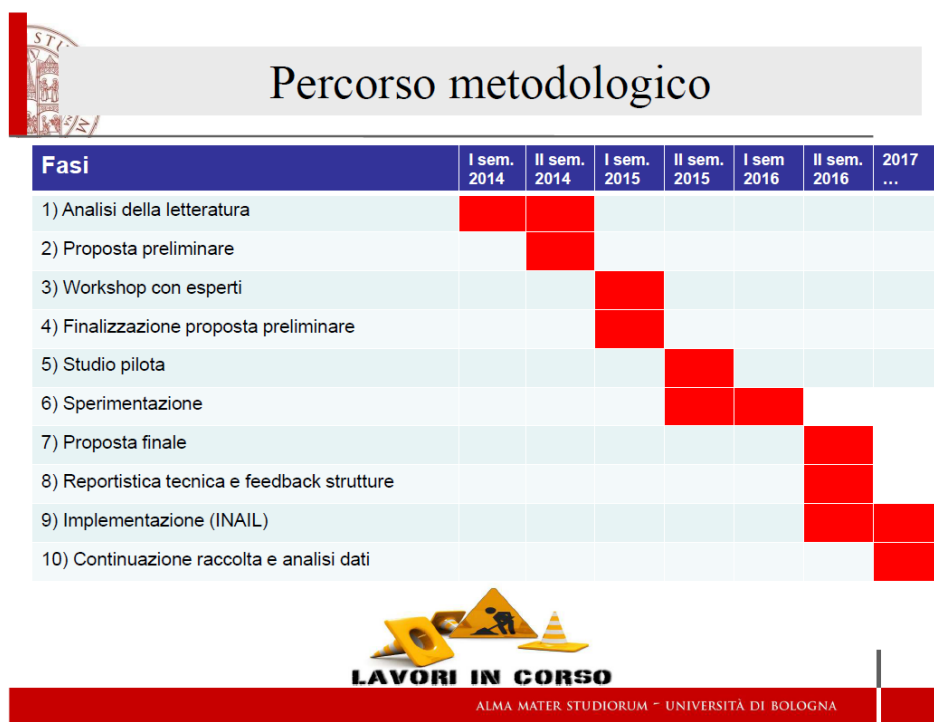 STU
Percorso metodologico
Fasi
I sem. 2014
II sem. 2014
I sem. 2015
II sem. 2015
I sem 2016
II sem. 2016
2017 ...
1) Analisi della letteratura
2) Proposta preliminare
3) Workshop con esperti
4) Finalizzazione proposta preliminare
5) Studio pilota
6) Sperimentazione
7) Proposta finale
8) Reportistica tecnica e feedback strutture
9) Implementazione (INAIL)
10) Continuazione raccolta e analisi dati
LAVORI IN CORSO
ALMA MATER STUDIORUM ~ UNIVERSITÀ DI BOLOGNA